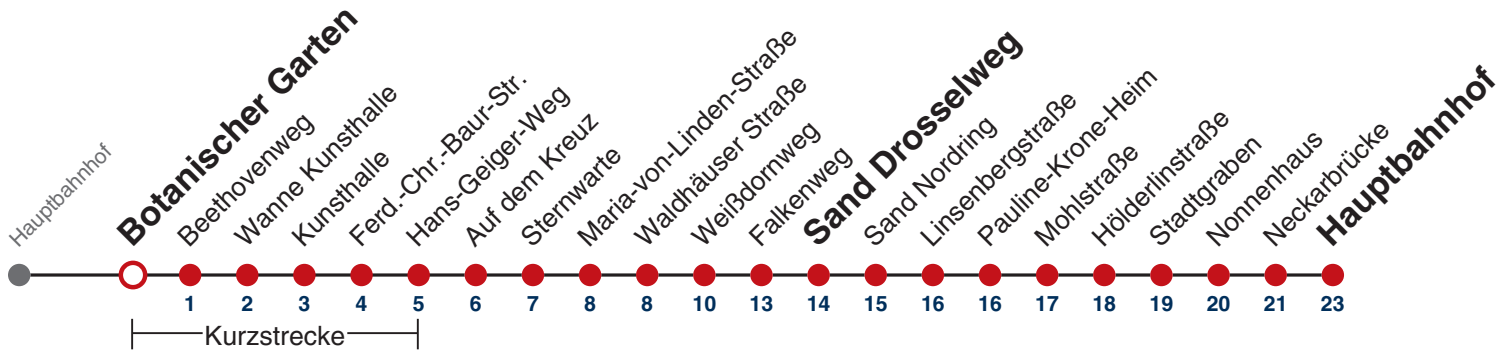 Hauptbahnhof
Botanischer Garten
Beethovenweg
Wanne Kunsthalle
Kunsthalle
Ferd.-Chr.-Baur-Str.
Hans-Geiger-Weg
Auf dem Kreuz
Sternwarte
Maria-von-Linden-Straße
Waldhäuser Straße
Weißdornweg
Falkenweg
Sand Drosselweg
Sand Nordring
Linsenbergstraße
Pauline-Krone-Heim
Mohlstraße
Hölderlinstraße
Stadtgraben
Nonnenhaus
Neckarbrücke
Hauptbahnhof
1 2 3 4 5 6 7 8 8 10 13 14 15 16 16 17 18 19 20 21 23
Kurzstrecke